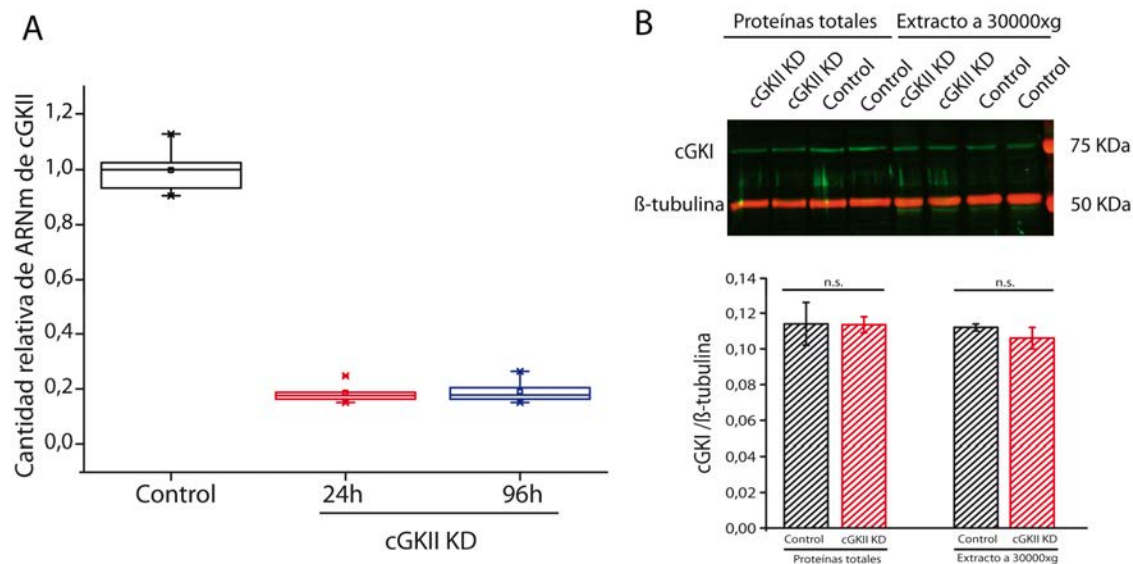 A
Cantidad relativa de ARNm de cGKII
1,2
1,0
0,8
0,6
0,4
0,2
0,0
Control
24h
96h
cGKII KD
B
Proteínas totales
Extracto a 30000xg
cGKII KD
cGKII KD
Control
Control
cGKII KD
cGKII KD
Control
Control
cGKI
75 KDa
ß-tubulina
50 KDa
cGKI /ß-tubulina
0,14
0,12
0,10
0,08
0,06
0,04
0,02
0,00
n.s.
n.s.
Control
cGKII KD
Control
cGKII KD
Proteínas totales
Extracto a 30000xg